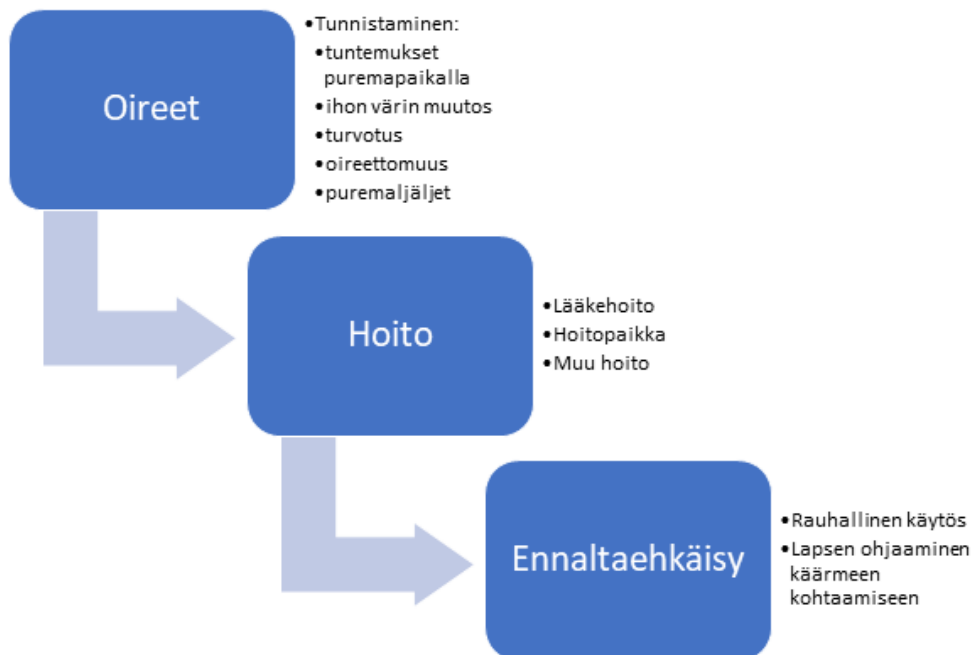 Oireet
•Tunnistaminen:
•tuntemukset
puremapaikalla
•ihon värin muutos
•turvotus
•oireettomuus
•puremaljäljet
Hoito
•Lääkehoito
•Hoitopaikka
•Muu hoito
Ennaltaehkäisy
•Rauhallinen käytös
•Lapsen ohjaaminen
käärmeen
kohtaamiseen